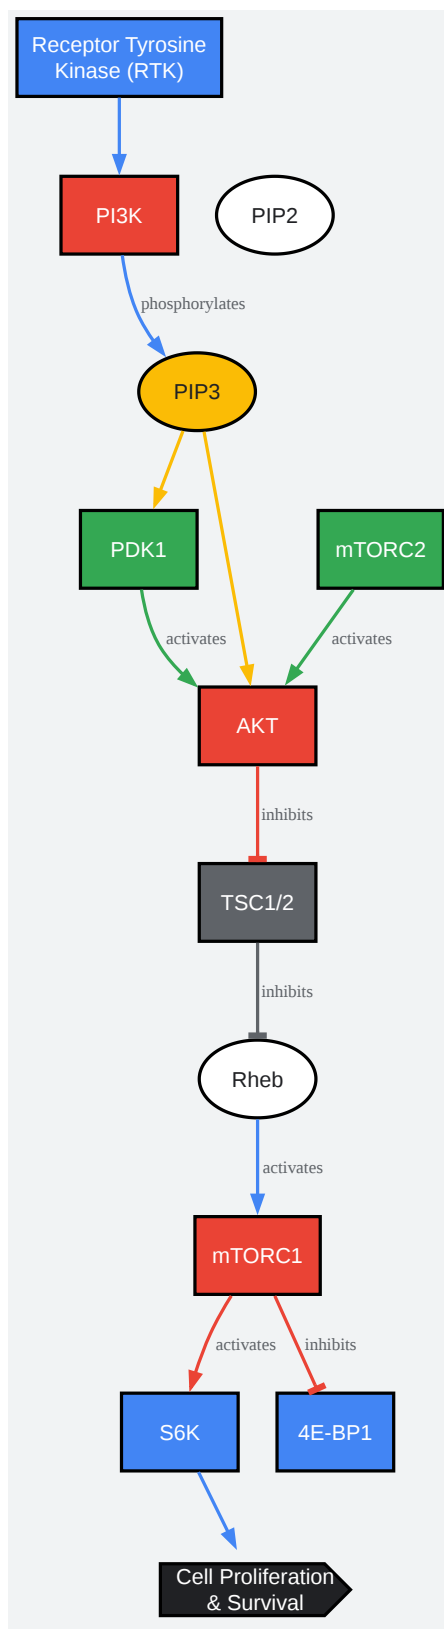 Receptor Tyrosine
Kinase (RTK)
PI3K
PIP2
phosphorylates
PIP3
PDK1
mTORC2
activates
activates
AKT
inhibits
TSC1/2
inhibits
Rheb
activates
mTORC1
activates
inhibits
S6K
4E-BP1
Cell Proliferation
& Survival